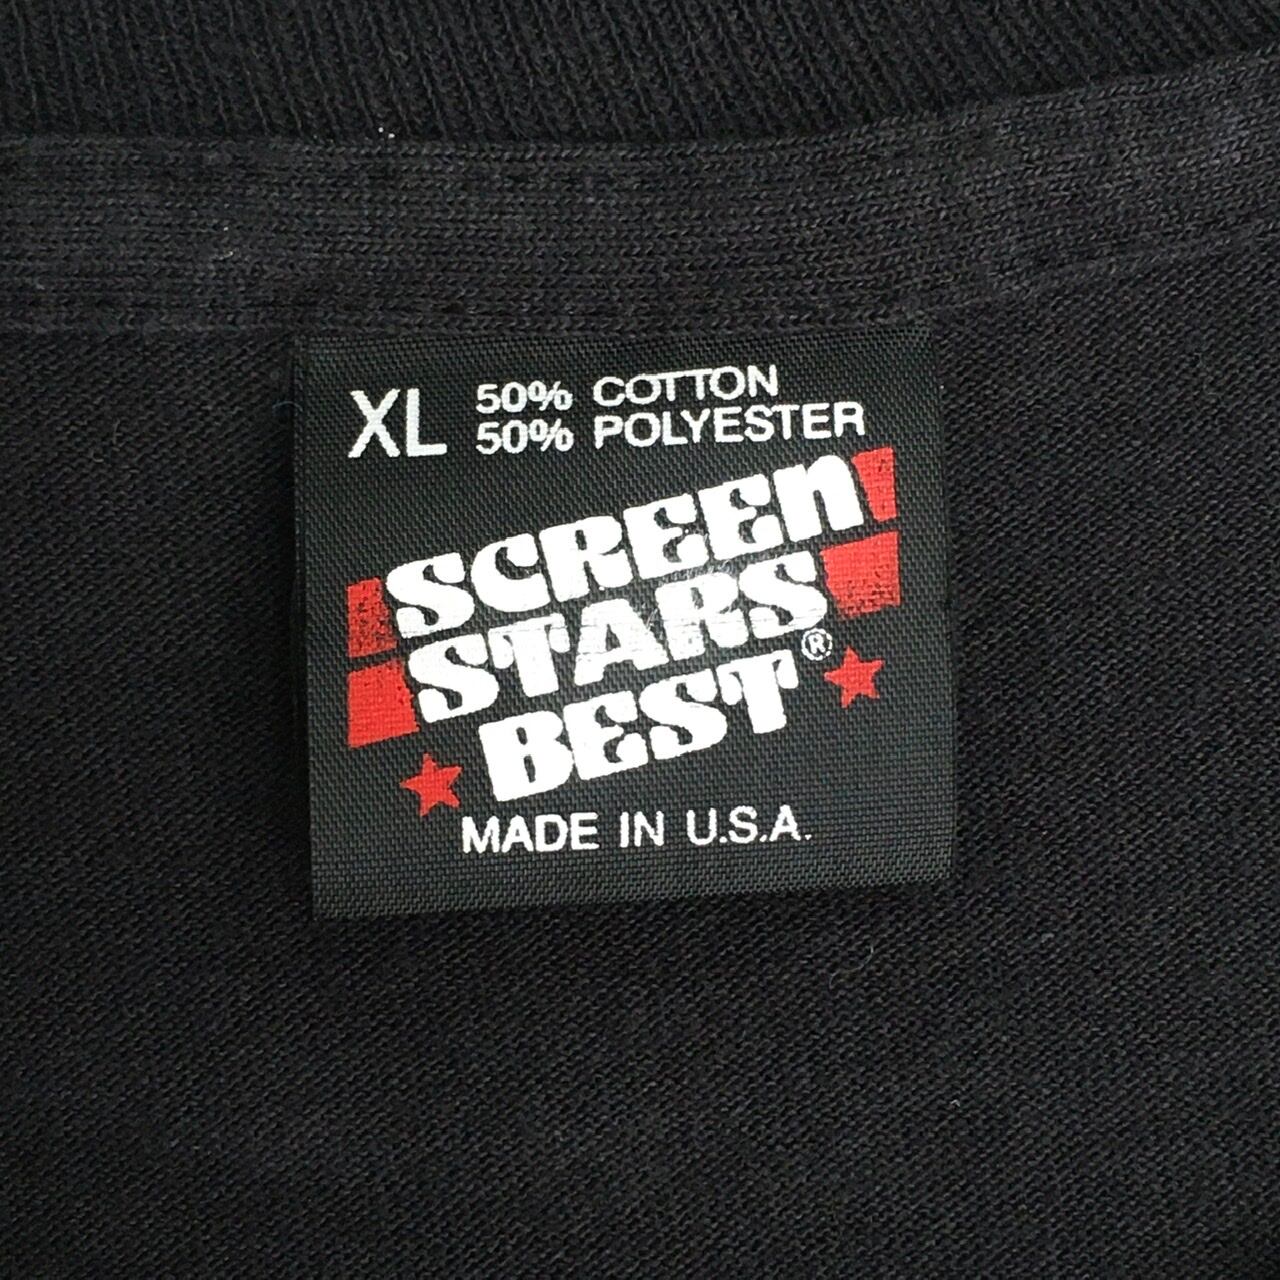 XL 50% COTTON
50% POLYESTER
SCREEn
STARS
BEST®
MADE IN U.S.A.